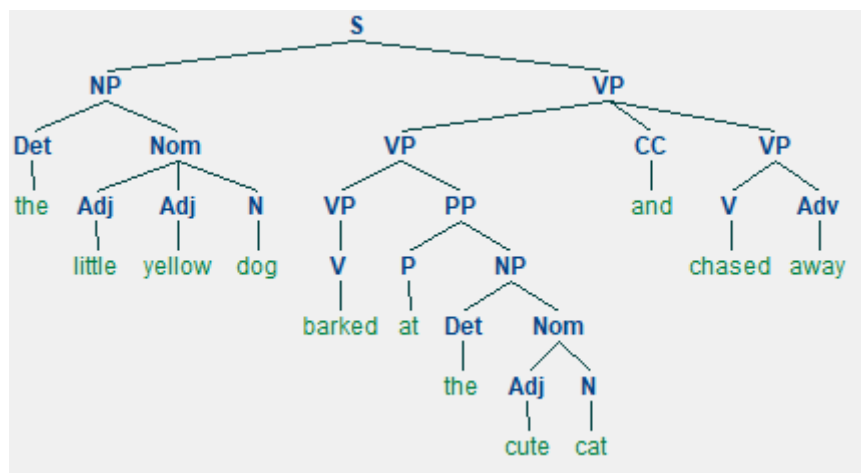 S
NP VP
Det Nom VP CC VP
the Adj Adj N VP PP and V Adv
little yellow dog V P NP chased away
barked at Det Nom
the Adj N
cute cat